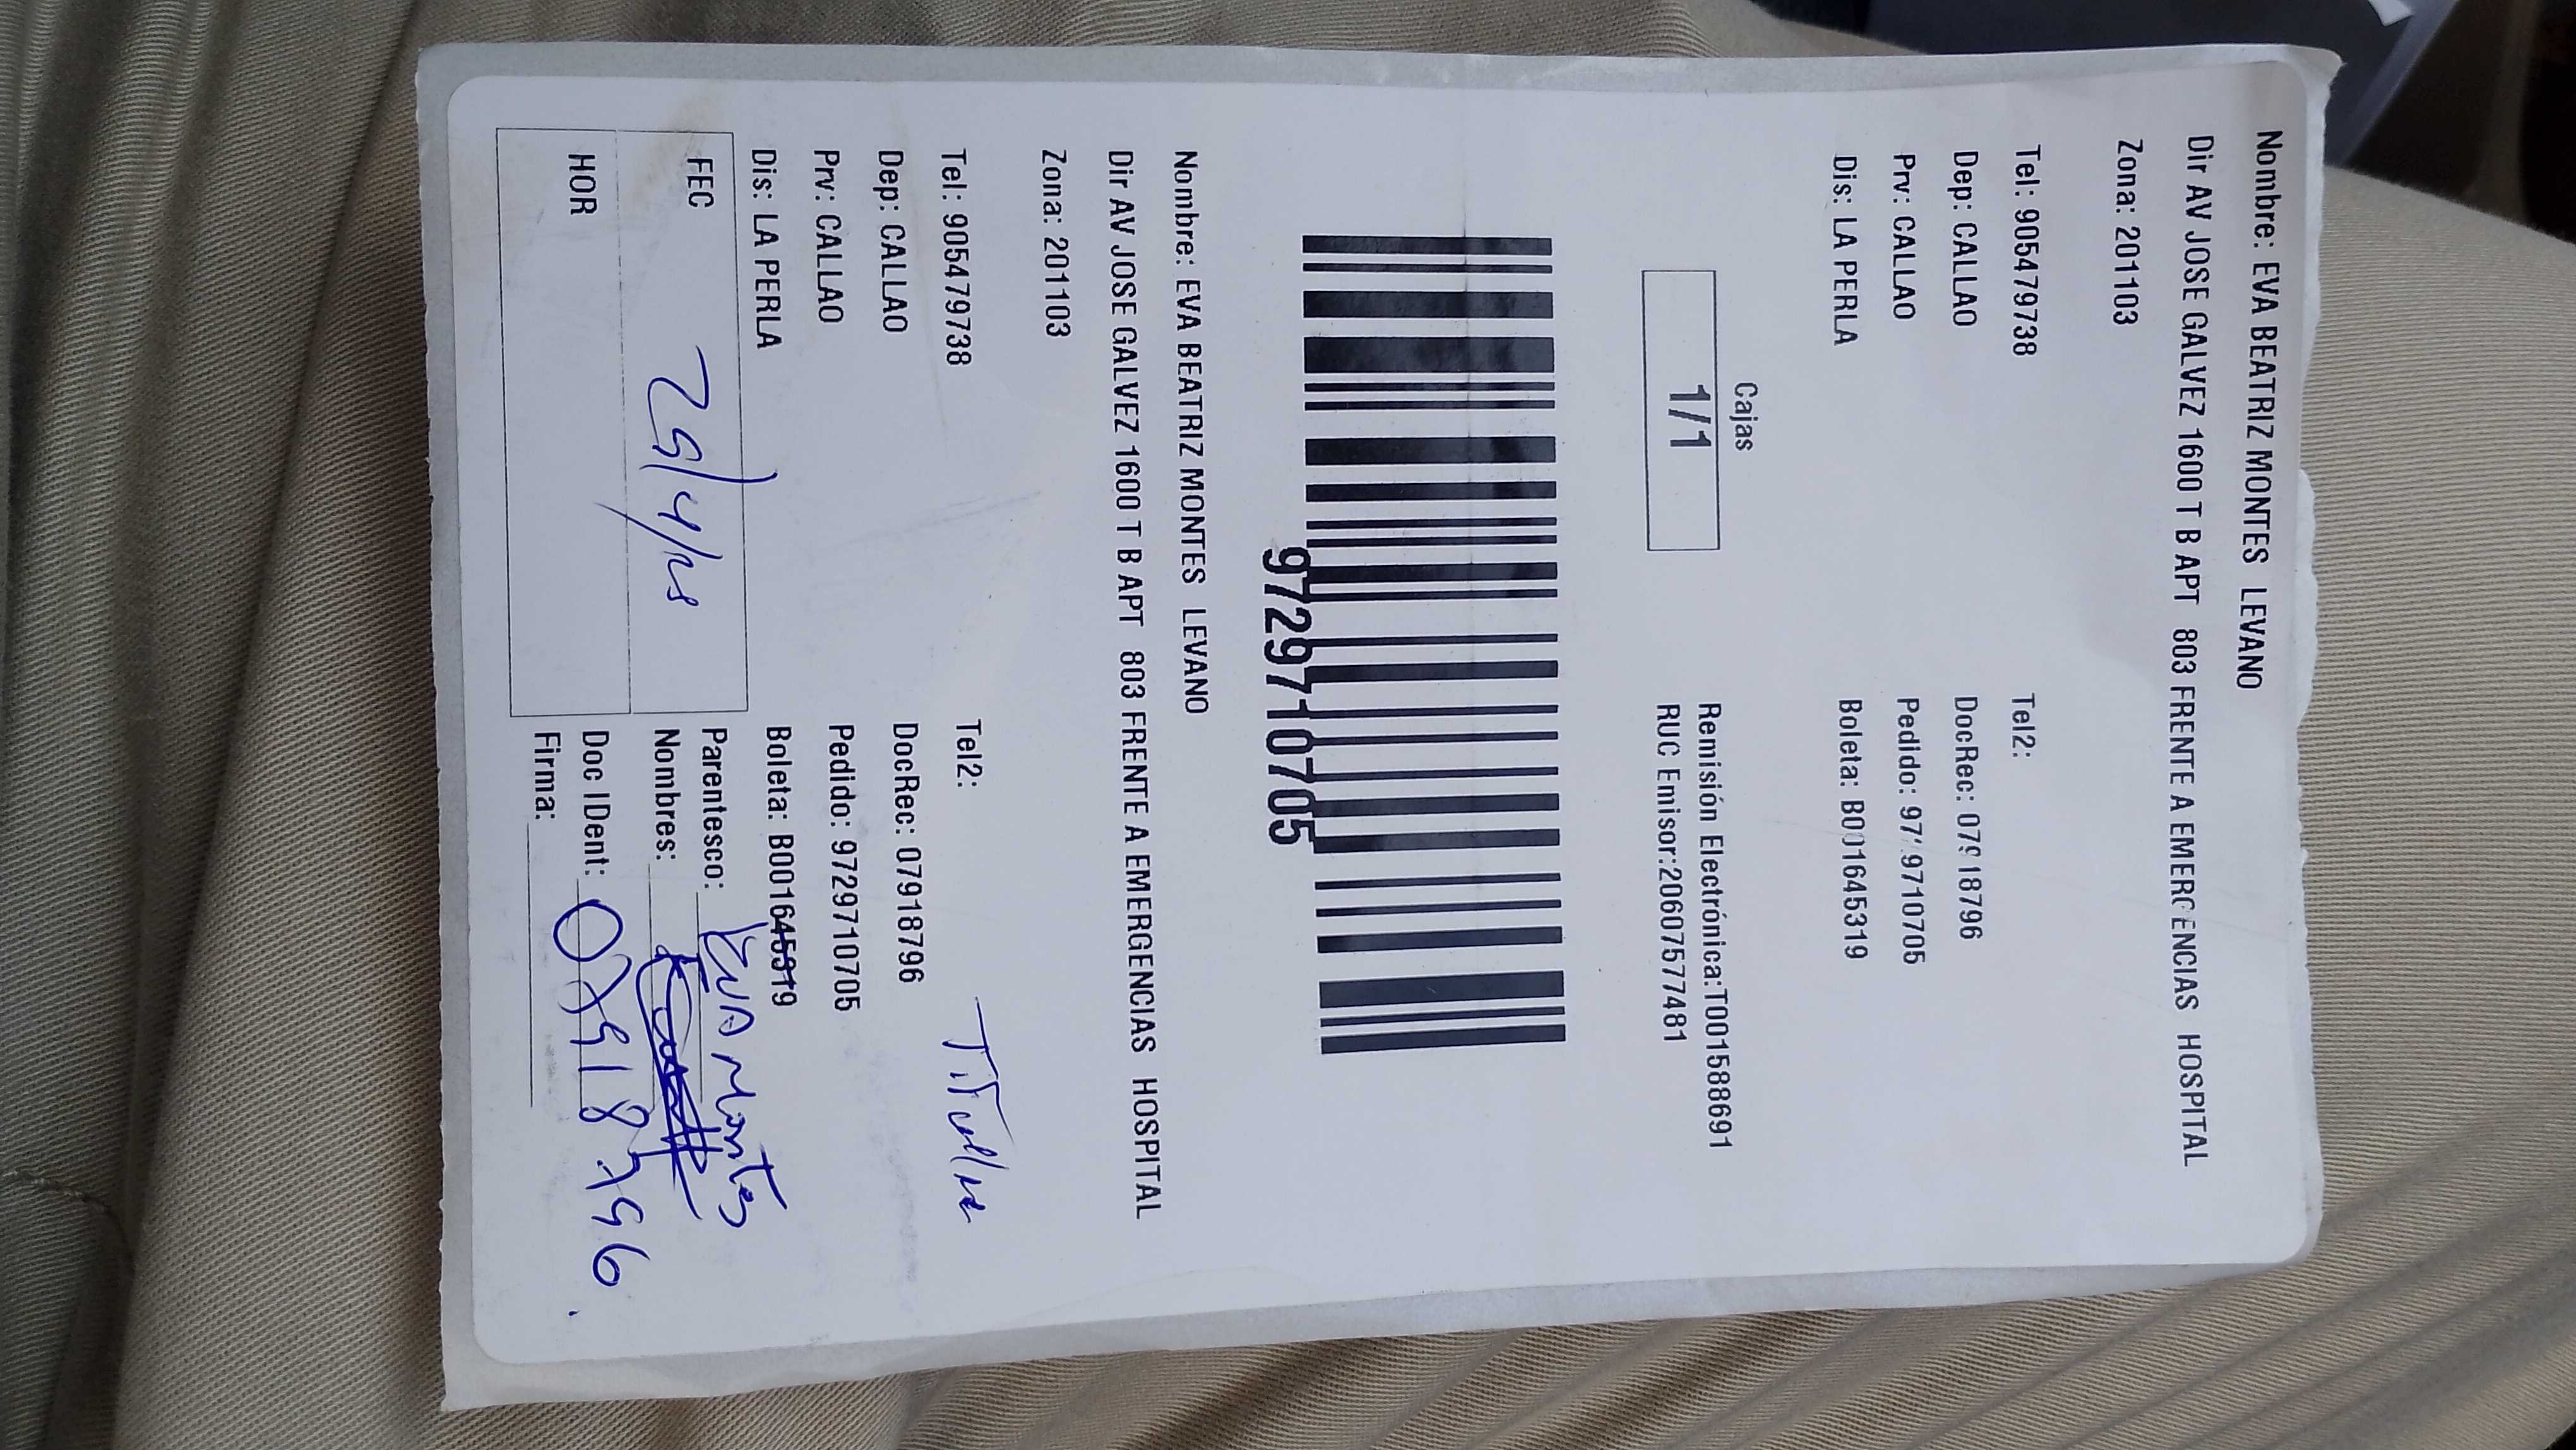 Nombre: EVA BEATRIZ MONTES LEVANO
Dir AV JOSE GALVEZ 1600 T B APT 803 FRENTE A EMERGENCIAS HOSPITAL
Zona: 201103
Tel: 905479738 Tel2:
Dep: CALLAO DocRec: 07918796
Prv: CALLAO Pedido: 9729710705
Dis: LA PERLA Boleta: B001645319
Cajas
1/1
Remisión Electrónica:T001588691
RUC Emisor:20607577481
9729710705
Nombre: EVA BEATRIZ MONTES LEVANO
Dir AV JOSE GALVEZ 1600 T B APT 803 FRENTE A EMERGENCIAS HOSPITAL
Zona: 201103
Titular
Tel: 905479738 Tel2:
Dep: CALLAO DocRec: 07918796
Prv: CALLAO Pedido: 9729710705
Dis: LA PERLA Boleta: B001645319
FEC Parentesco: EVA Montes
Nombres:
HOR Doc IDent: 07918796
Firma: